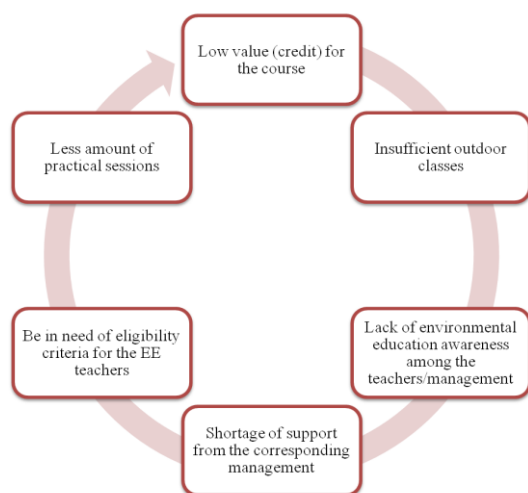 Low value (credit) for
the course
Insufficient outdoor
classes
Lack of environmental
education awareness
among the
teachers/management
Shortage of support
from the corresponding
management
Be in need of eligibility
criteria for the EE
teachers
Less amount of
practical sessions